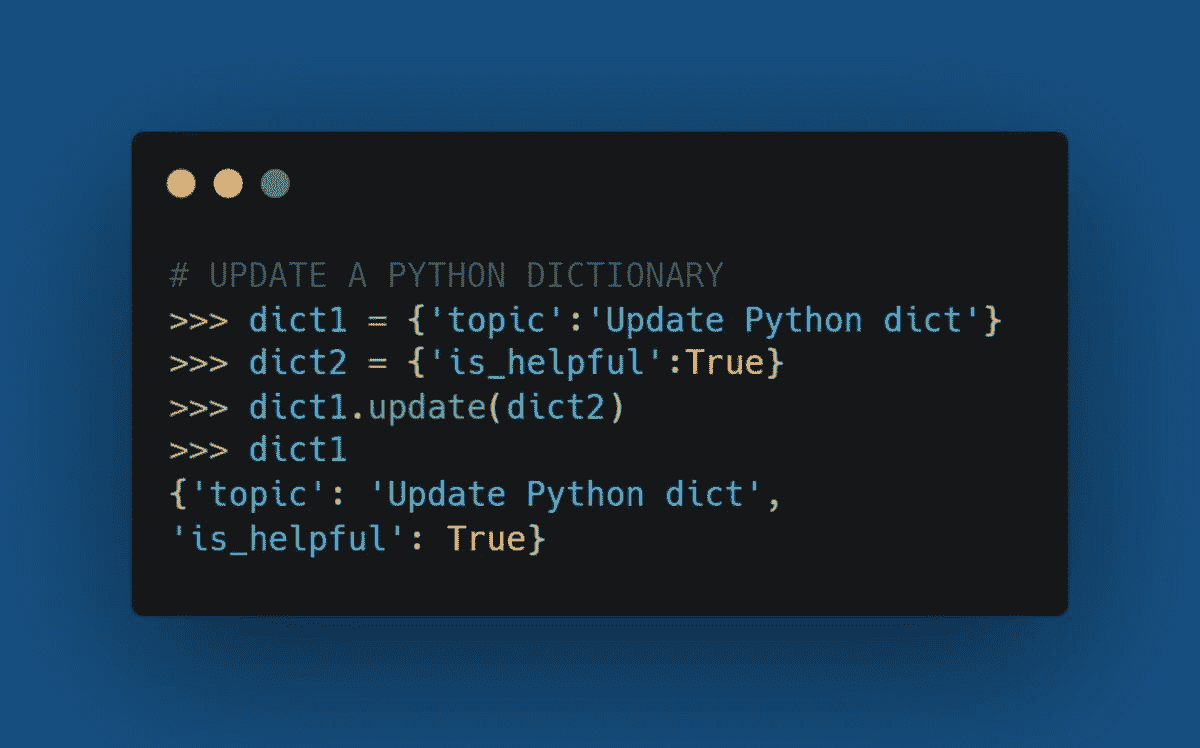 # UPDATE A PYTHON DICTIONARY
>>> dict1 = {'topic':'Update Python dict'}
>>> dict2 = {'is_helpful':True}
>>> dict1.update(dict2)
>>> dict1
{'topic': 'Update Python dict',
'is_helpful': True}